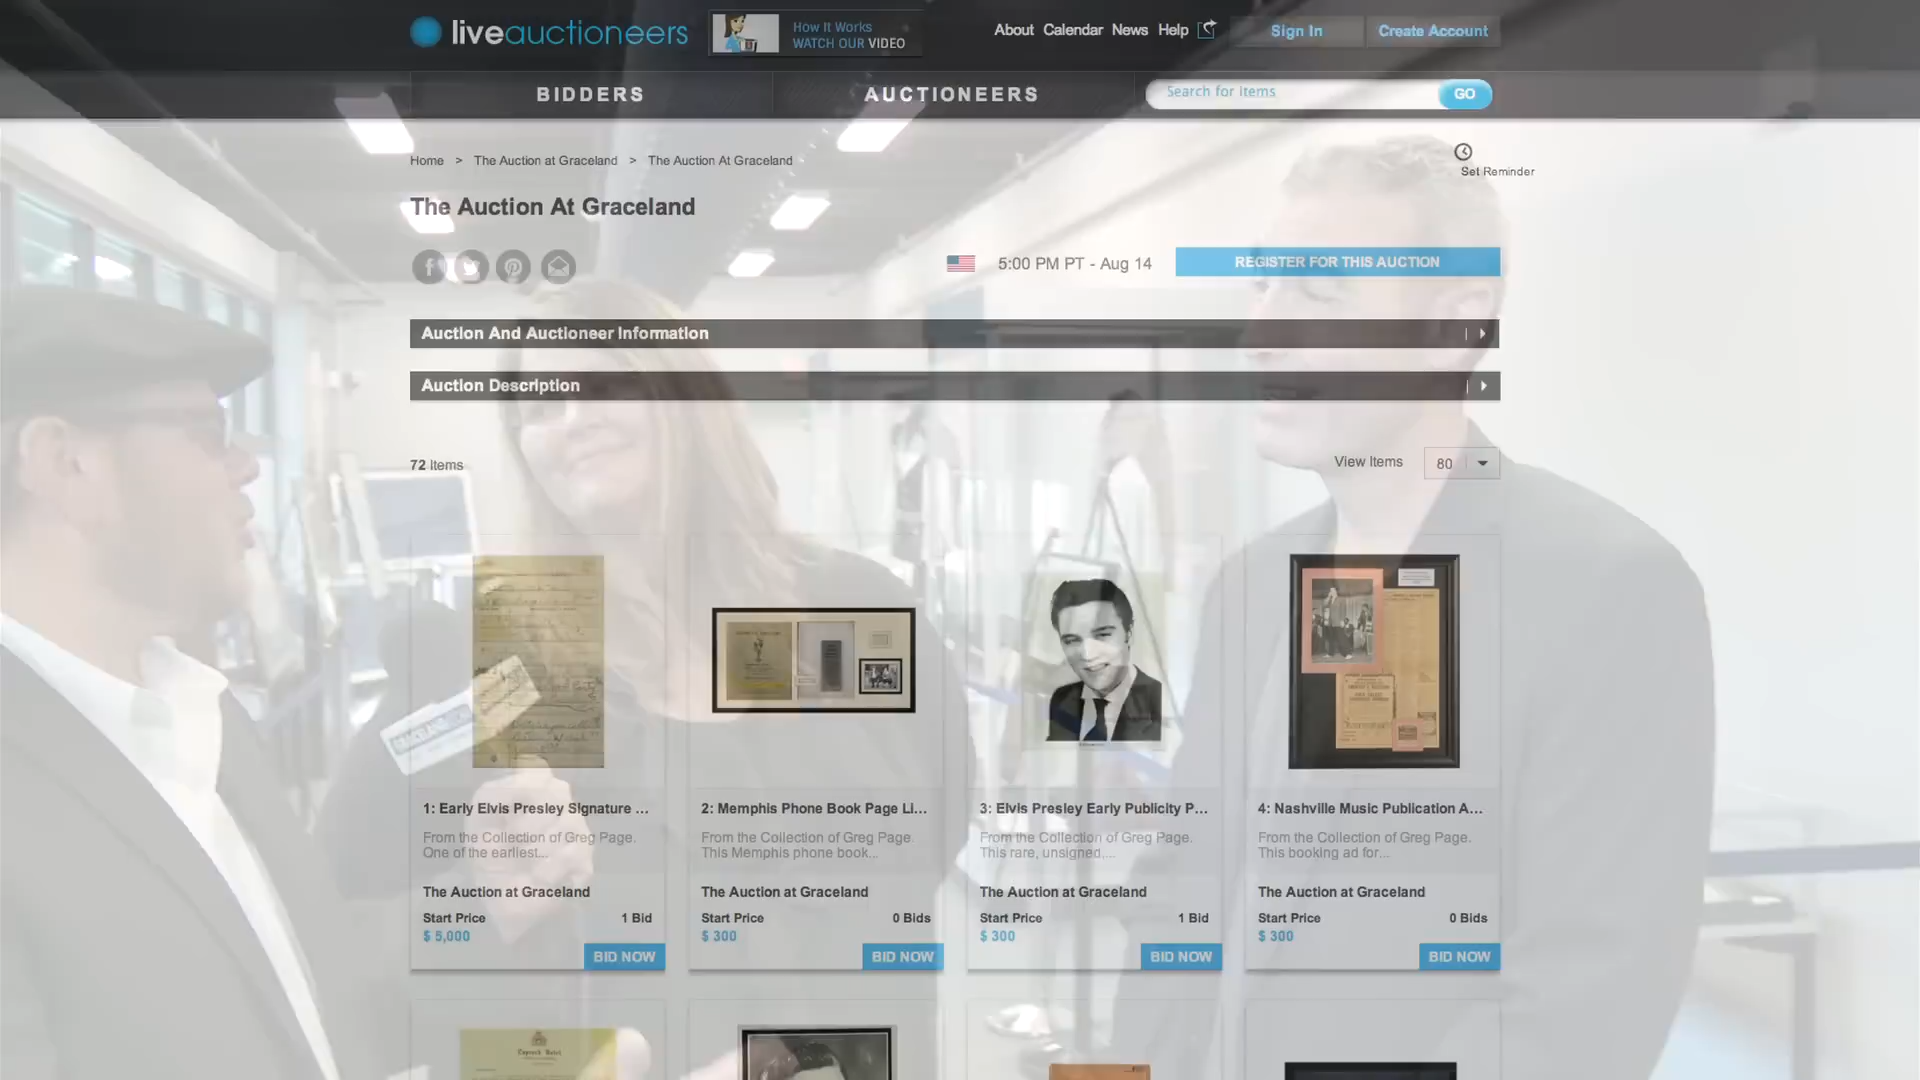 liveauctioneers
How It Works
WATCH OUR VIDEO
About Calendar News Help
Sign In
Create Account
BIDDERS
AUCTIONEERS
Search for items
GO
Home > The Auction at Graceland > The Auction At Graceland
Set Reminder
The Auction At Graceland
5:00 PM PT - Aug 14
REGISTER FOR THIS AUCTION
Auction And Auctioneer Information
Auction Description
72 Items
View Items
80
1: Early Elvis Presley Signature ...
From the Collection of Greg Page.
One of the earliest...
The Auction at Graceland
Start Price 1 Bid
$ 5,000
BID NOW
2: Memphis Phone Book Page Li...
From the Collection of Greg Page.
This Memphis phone book...
The Auction at Graceland
Start Price 0 Bids
$ 300
BID NOW
3: Elvis Presley Early Publicity P...
From the Collection of Greg Page.
This rare, unsigned,...
The Auction at Graceland
Start Price 1 Bid
$ 300
BID NOW
4: Nashville Music Publication A...
From the Collection of Greg Page.
This booking ad for...
The Auction at Graceland
Start Price 0 Bids
$ 300
BID NOW